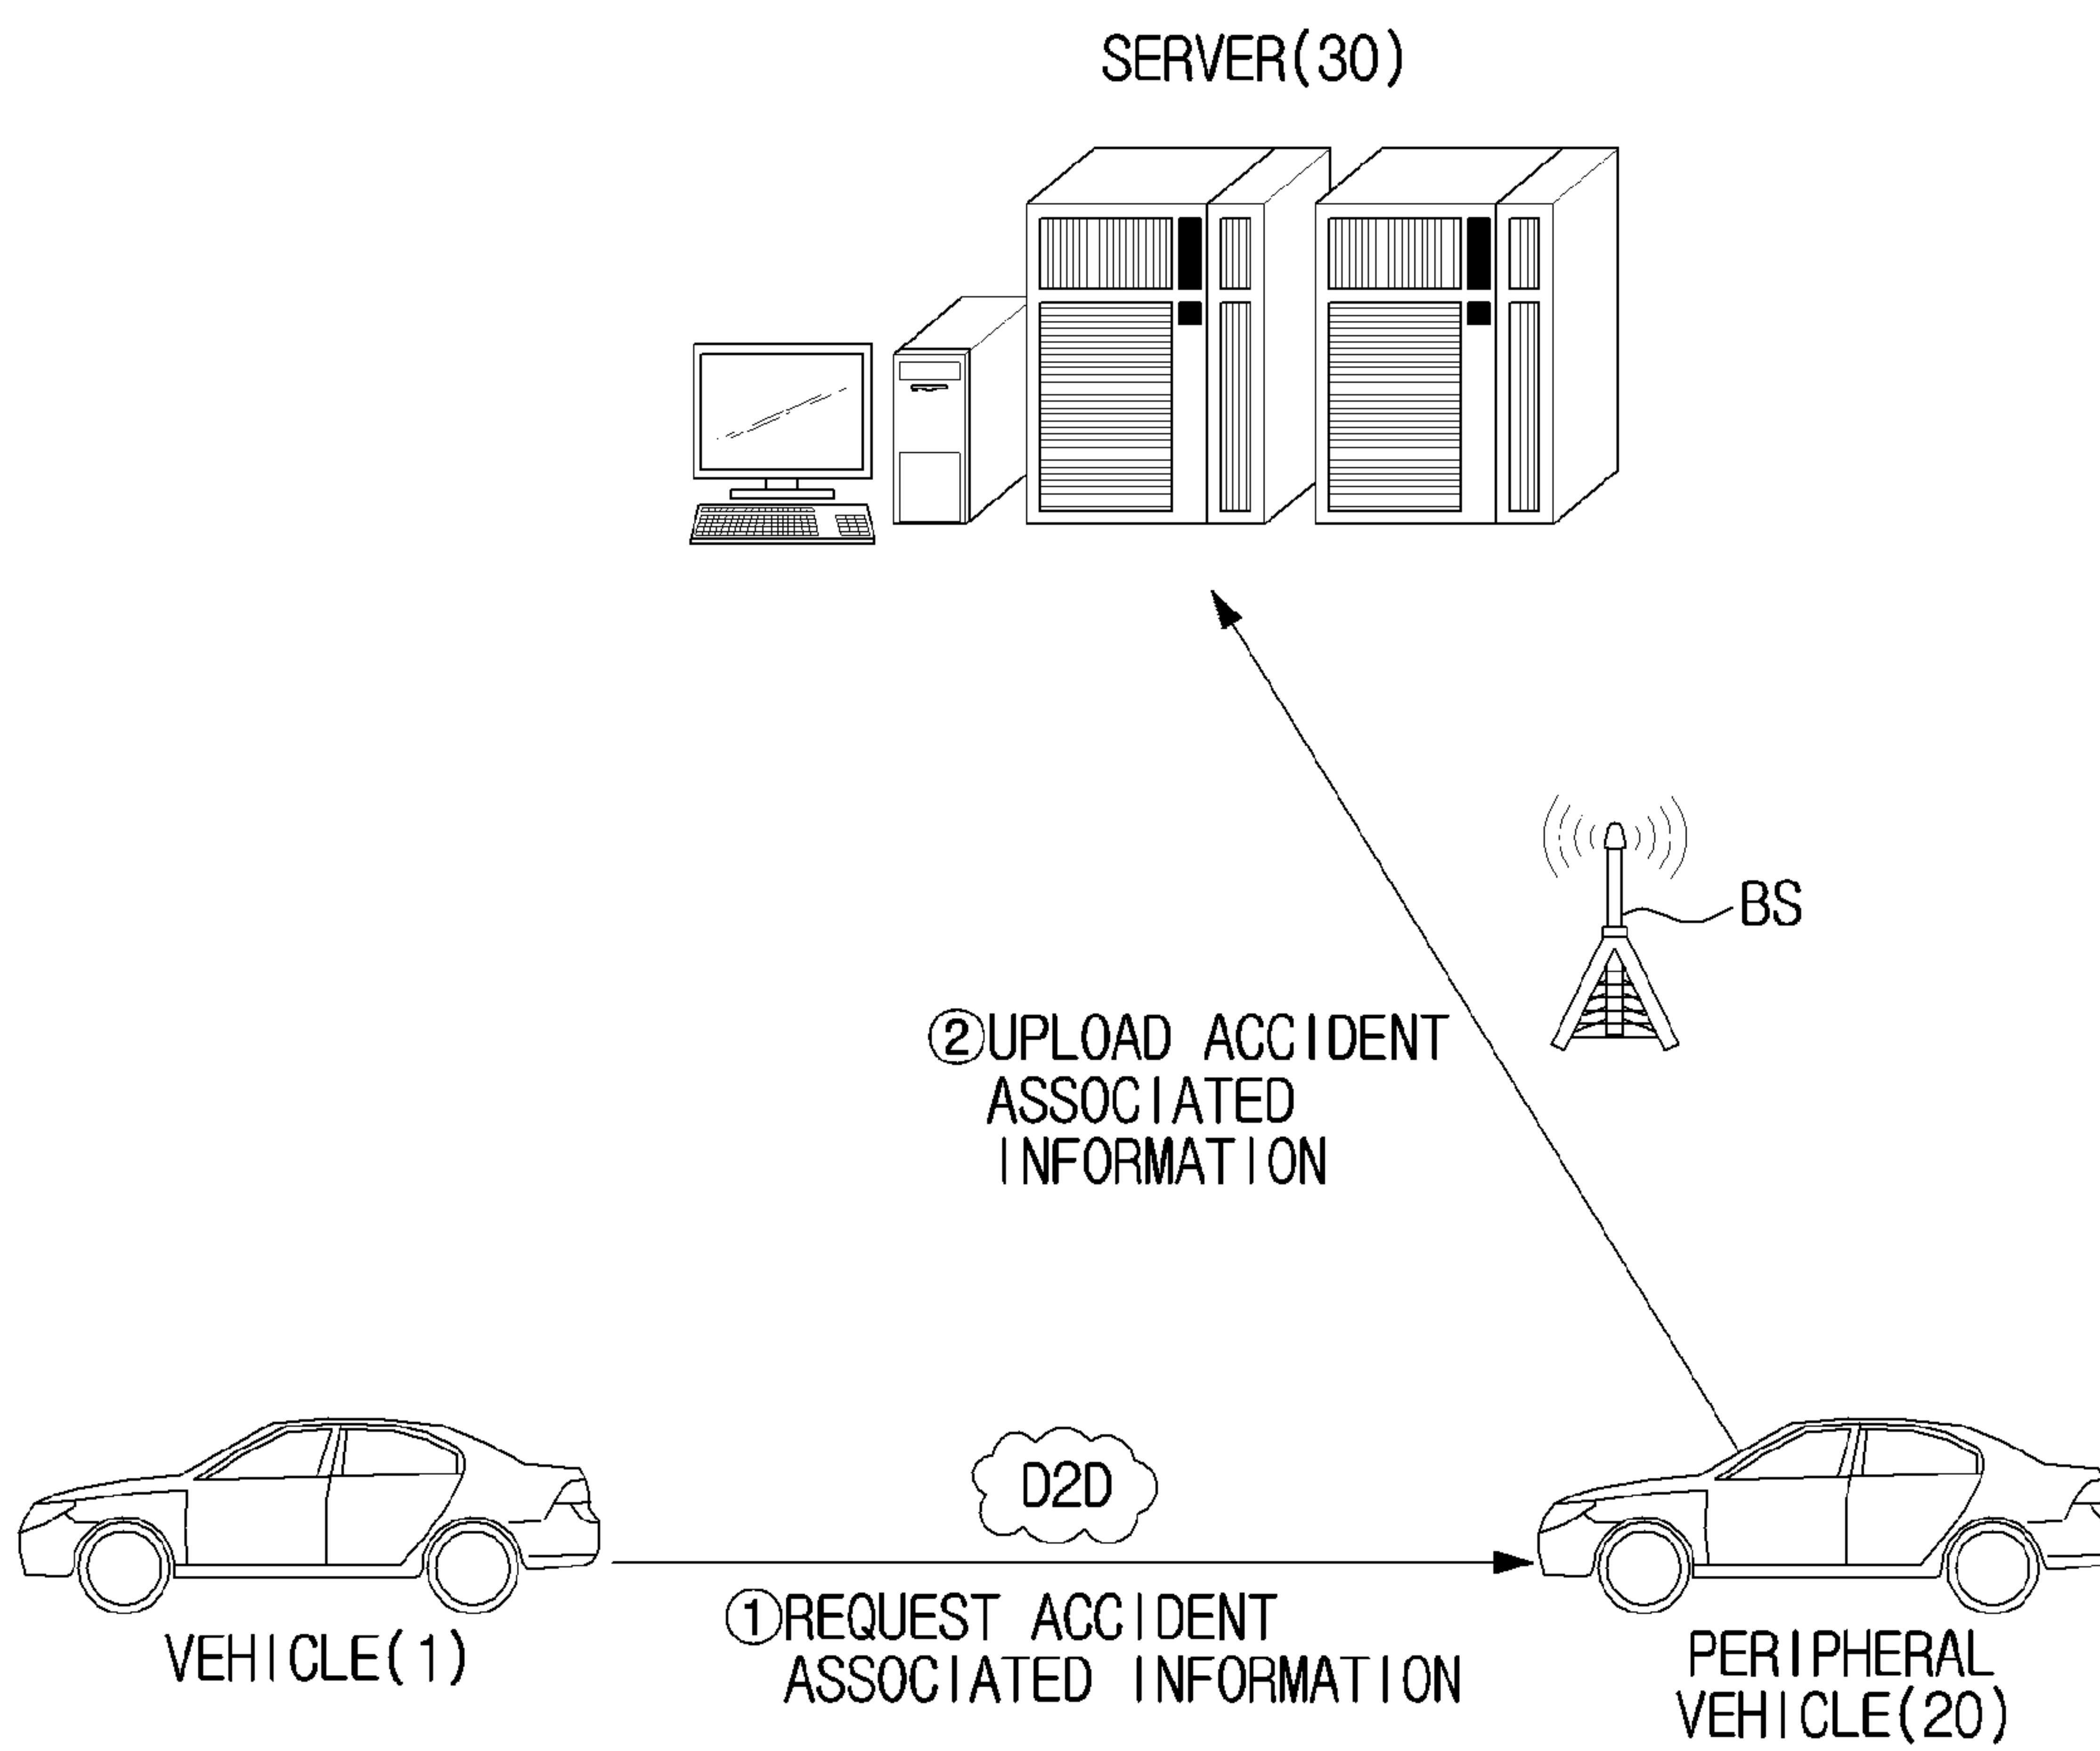 SERVER(30)
BS
②UPLOAD ACCIDENT
ASSOCIATED
INFORMATION
D2D
①REQUEST ACCIDENT
ASSOCIATED INFORMATION
VEHICLE(1)
PERIPHERAL
VEHICLE(20)